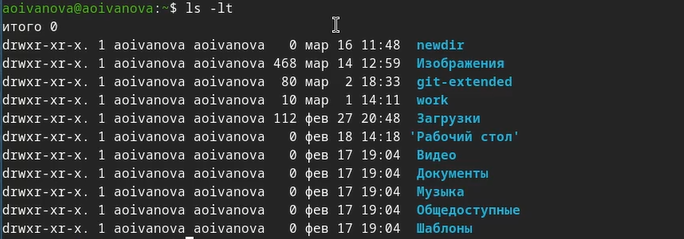 aoivanova@aoivanova:~$ ls -lt
итого 0
drwxr-xr-x. 1 aoivanova aoivanova   0 мар 16 11:48  newdir
drwxr-xr-x. 1 aoivanova aoivanova 468 мар 14 12:59  Изображения
drwxr-xr-x. 1 aoivanova aoivanova  80 мар  2 18:33  git-extended
drwxr-xr-x. 1 aoivanova aoivanova  10 мар  1 14:11  work
drwxr-xr-x. 1 aoivanova aoivanova 112 фев 27 20:48  Загрузки
drwxr-xr-x. 1 aoivanova aoivanova   0 фев 18 14:18 'Рабочий стол'
drwxr-xr-x. 1 aoivanova aoivanova   0 фев 17 19:04  Видео
drwxr-xr-x. 1 aoivanova aoivanova   0 фев 17 19:04  Документы
drwxr-xr-x. 1 aoivanova aoivanova   0 фев 17 19:04  Музыка
drwxr-xr-x. 1 aoivanova aoivanova   0 фев 17 19:04  Общедоступные
drwxr-xr-x. 1 aoivanova aoivanova   0 фев 17 19:04  Шаблоны